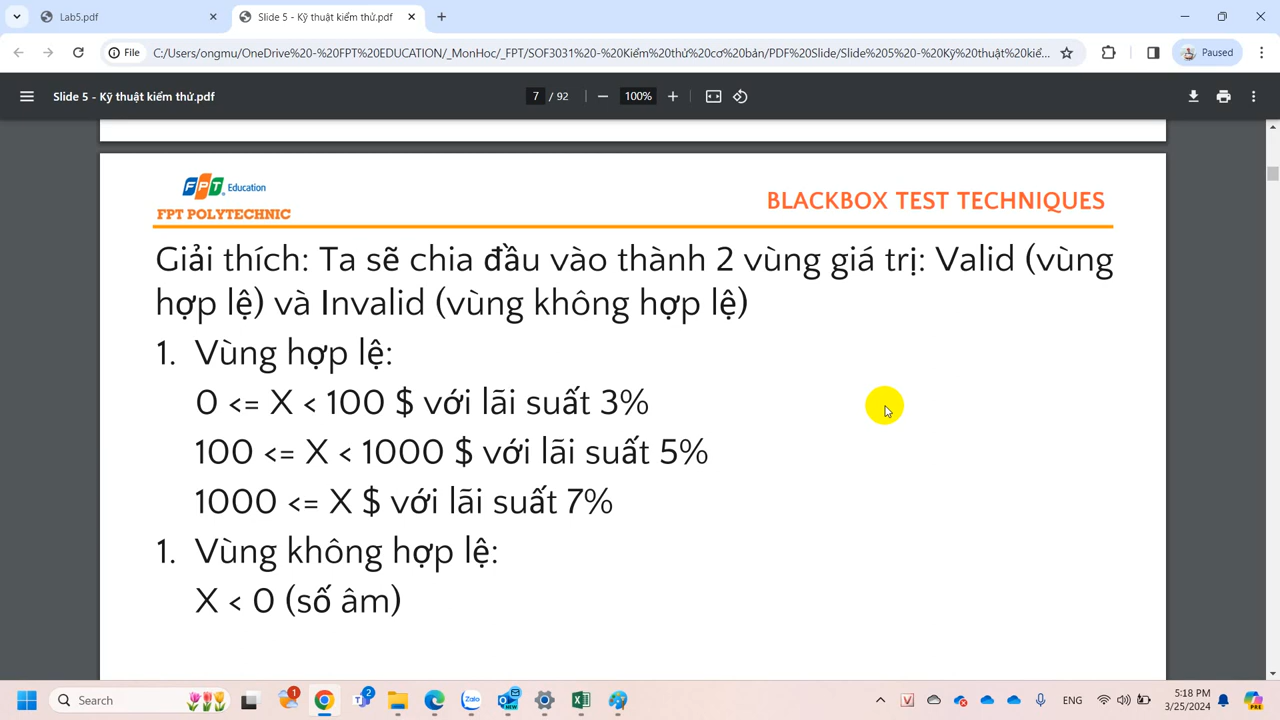 Lab5.pdf
Slide 5 - Kỹ thuật kiểm thử.pdf
File
C:/Users/ongmu/OneDrive%20-%20FPT%20EDUCATION/_MonHoc/_FPT/SOF3031%20-%20Kiểm%20thử%20cơ%20bản/PDF%20Slide/Slide%205%20-%20Kỹ%20thuật%20kiể...
Paused
Slide 5 - Kỹ thuật kiểm thử.pdf
7 / 92
100%
FPT Education
FPT POLYTECHNIC
BLACKBOX TEST TECHNIQUES
Giải thích: Ta sẽ chia đầu vào thành 2 vùng giá trị: Valid (vùng
hợp lệ) và Invalid (vùng không hợp lệ)
1. Vùng hợp lệ:
0 <= X < 100 $ với lãi suất 3%
100 <= X < 1000 $ với lãi suất 5%
1000 <= X $ với lãi suất 7%
1. Vùng không hợp lệ:
X < 0 (số âm)
Search
1
2
Zalo
ENG
5:18 PM
3/25/2024